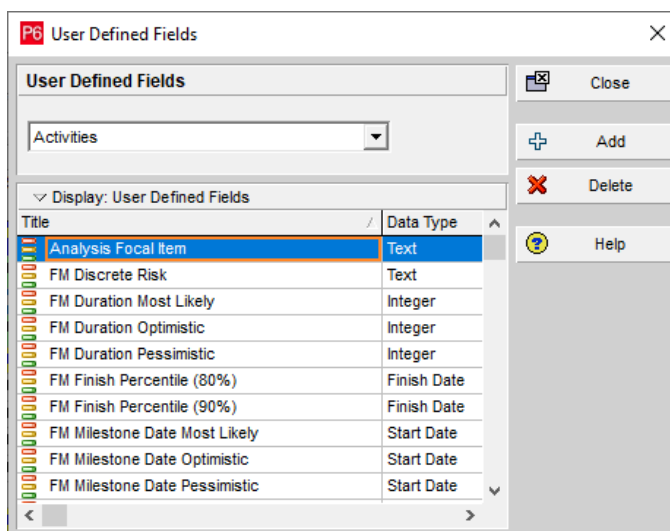 P6 User Defined Fields
User Defined Fields
Close
Activities
Add
Delete
Display: User Defined Fields
Title / Data Type
Help
Analysis Focal Item Text
FM Discrete Risk Text
FM Duration Most Likely Integer
FM Duration Optimistic Integer
FM Duration Pessimistic Integer
FM Finish Percentile (80%) Finish Date
FM Finish Percentile (90%) Finish Date
FM Milestone Date Most Likely Start Date
FM Milestone Date Optimistic Start Date
FM Milestone Date Pessimistic Start Date